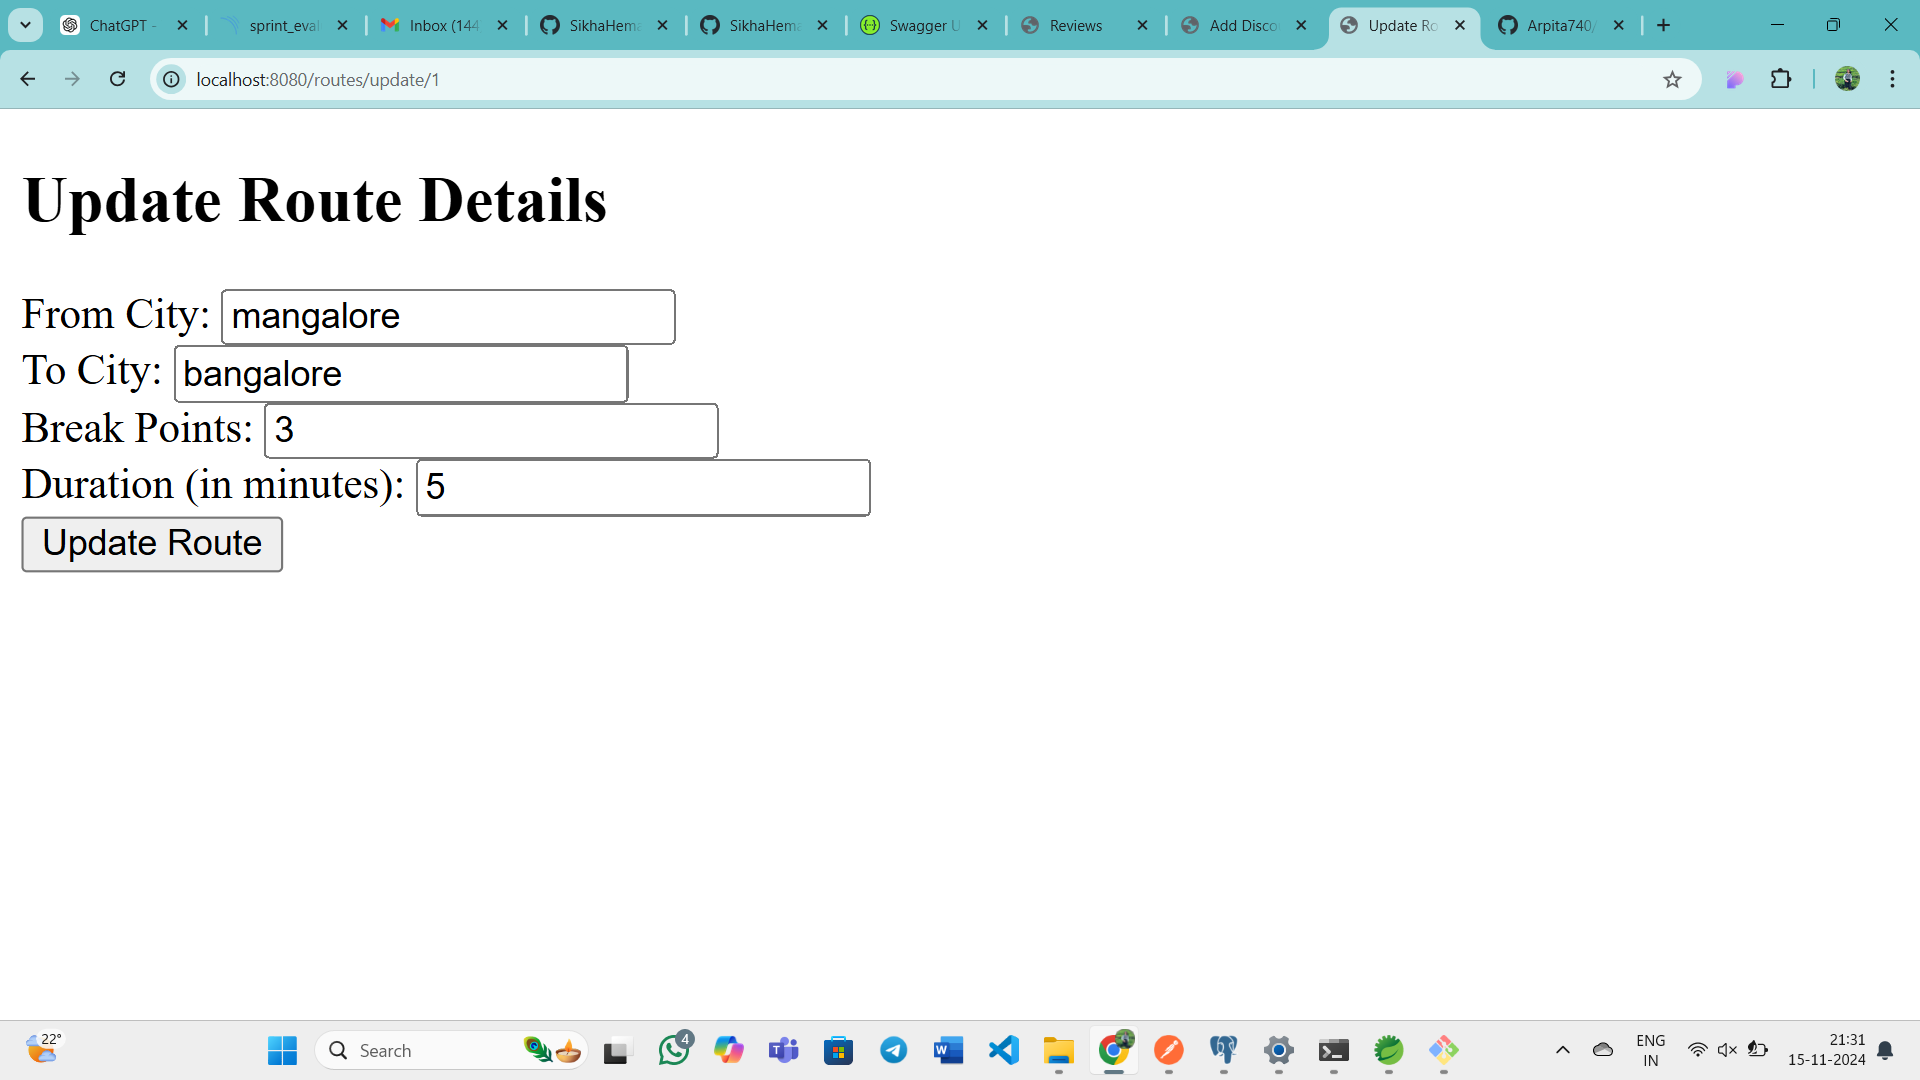 ChatGPT -
sprint_eval
Inbox (144
SikhaHema
SikhaHema
Swagger U
Reviews
Add Disco
Update Ro
Arpita740/
localhost:8080/routes/update/1
Update Route Details
From City: mangalore
To City: bangalore
Break Points: 3
Duration (in minutes): 5
Update Route
22°
Search
4
ENG
IN
21:31
15-11-2024